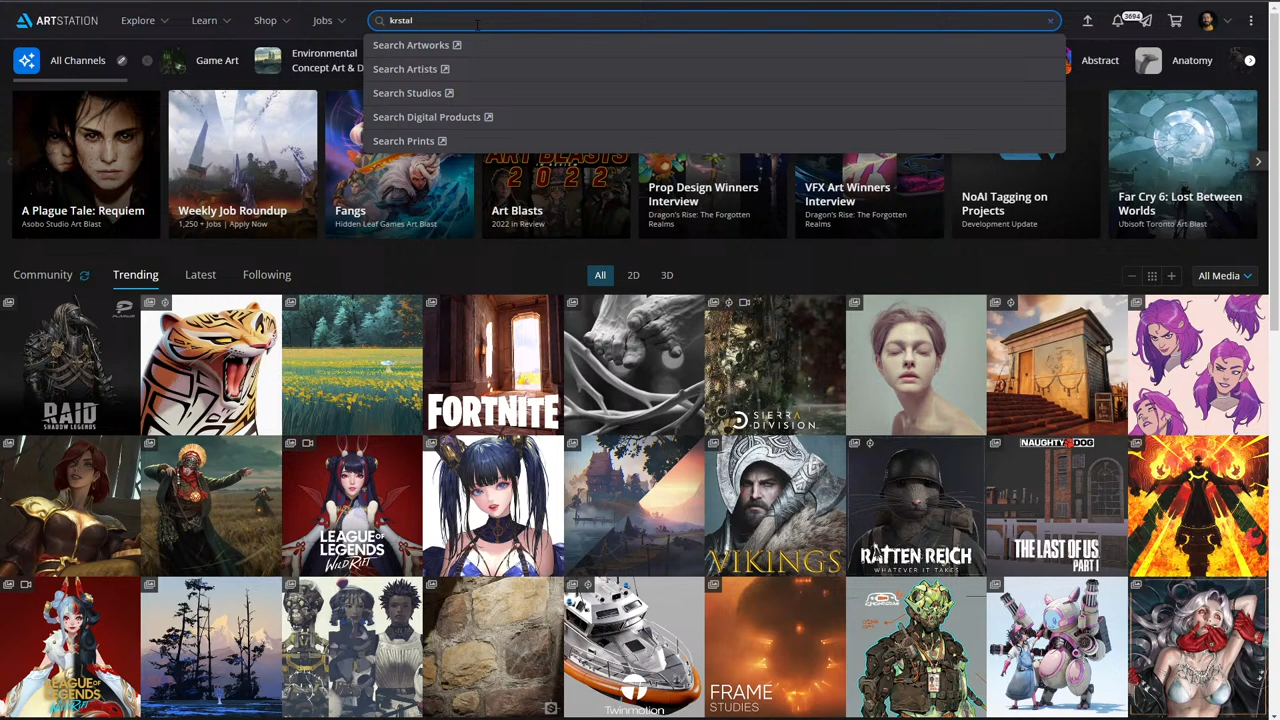 ARTSTATION
Explore
Learn
Shop
Jobs
krstal
3694
Search Artworks
Search Artists
Search Studios
Search Digital Products
Search Prints
All Channels
Game Art
Environmental
Concept Art & D
Abstract
Anatomy
A Plague Tale: Requiem
Asobo Studio Art Blast
Weekly Job Roundup
1,250 + Jobs | Apply Now
Fangs
Hidden Leaf Games Art Blast
ART BLASTS
2022
Art Blasts
2022 in Review
Prop Design Winners
Interview
Dragon's Rise: The Forgotten
Realms
VFX Art Winners
Interview
Dragon's Rise: The Forgotten
Realms
NoAI Tagging on
Projects
Development Update
Far Cry 6: Lost Between
Worlds
Ubisoft Toronto Art Blast
Community
Trending
Latest
Following
All
2D
3D
All Media
RAID
SHADOW LEGENDS
FORTNITE
SIERRA
DIVISION
LEAGUE OF
LEGENDS
WILD RIFT
VIKINGS
RATTEN REICH
WHATEVER IT TAKES
NAUGHTY DOG
THE LAST OF US
PART I
LEAGUE OF
LEGENDS
WILD RIFT
Twinmotion
FRAME
STUDIES